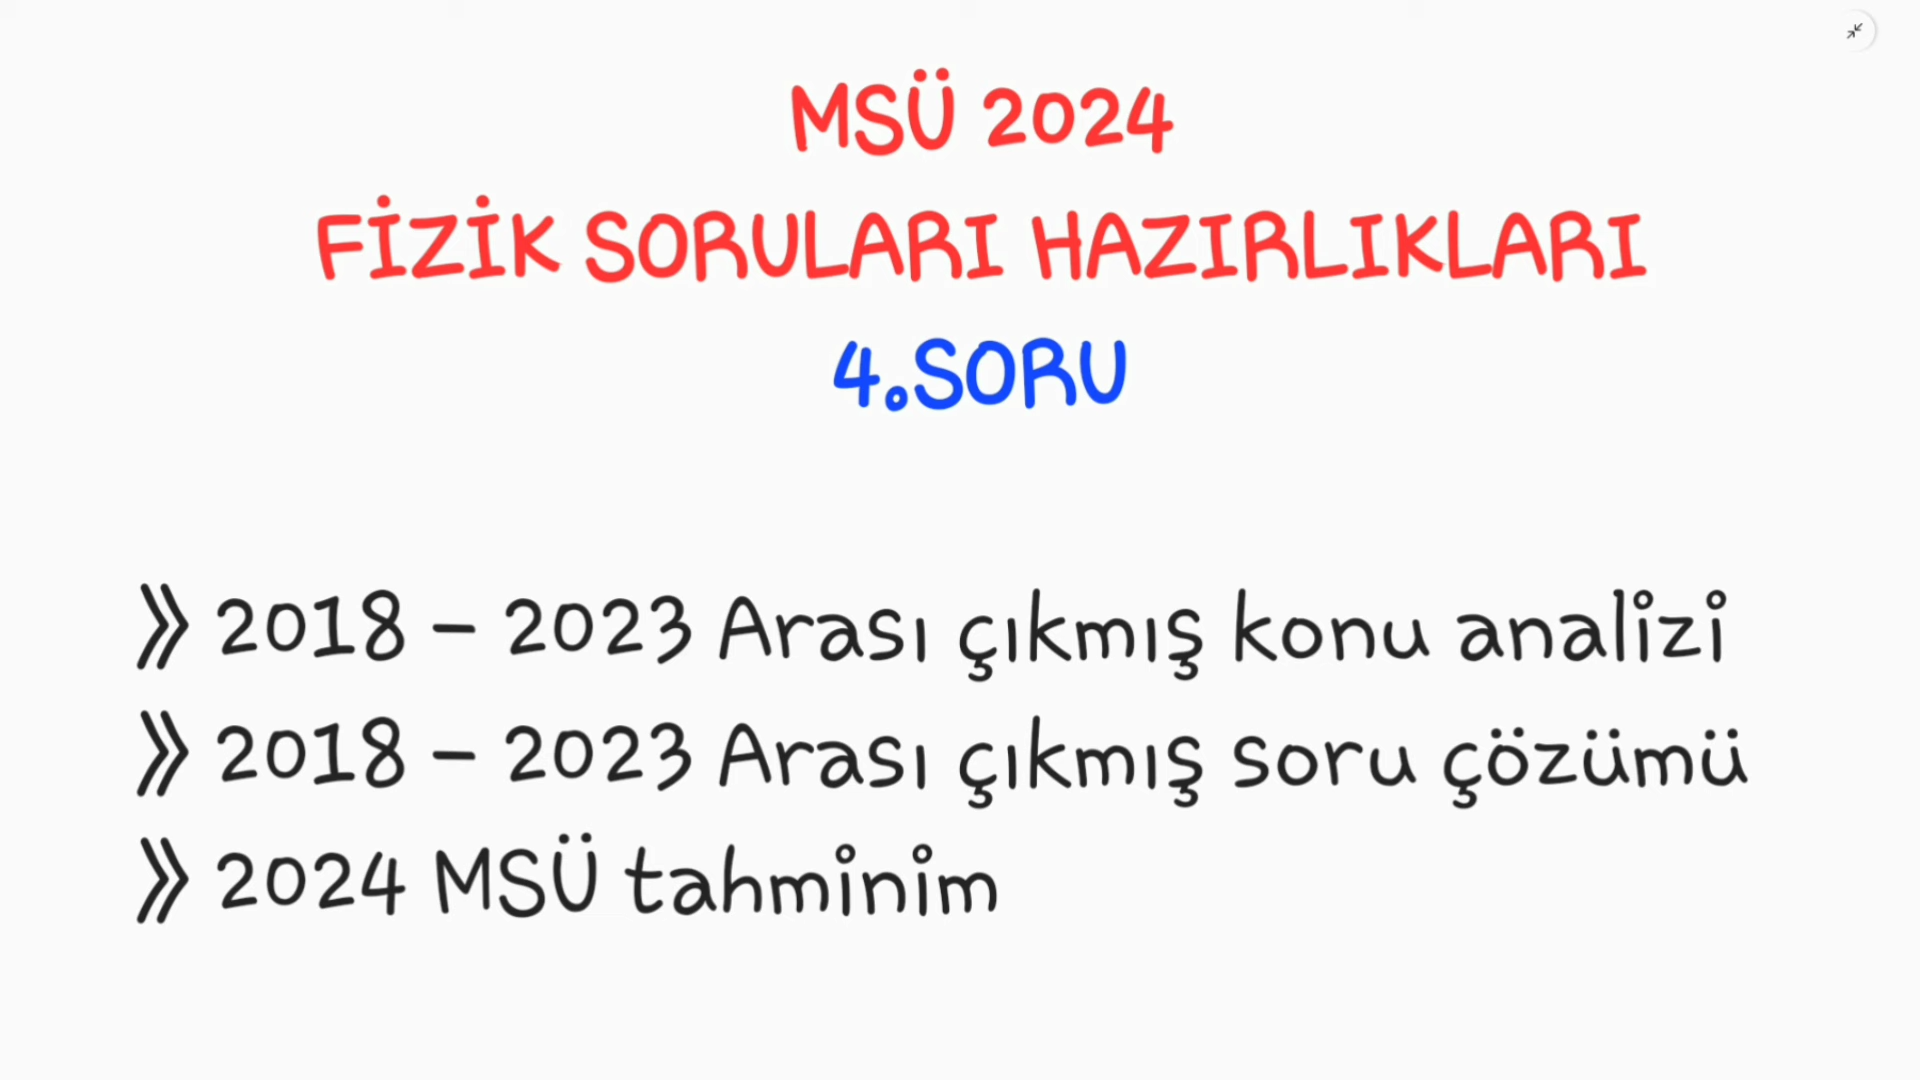 MSÜ 2024
FİZİK SORULARI HAZIRLIKLARI
4.SORU
》2018 - 2023 Arası çıkmış konu analizi
》2018 - 2023 Arası çıkmış soru çözümü
》2024 MSÜ tahminim